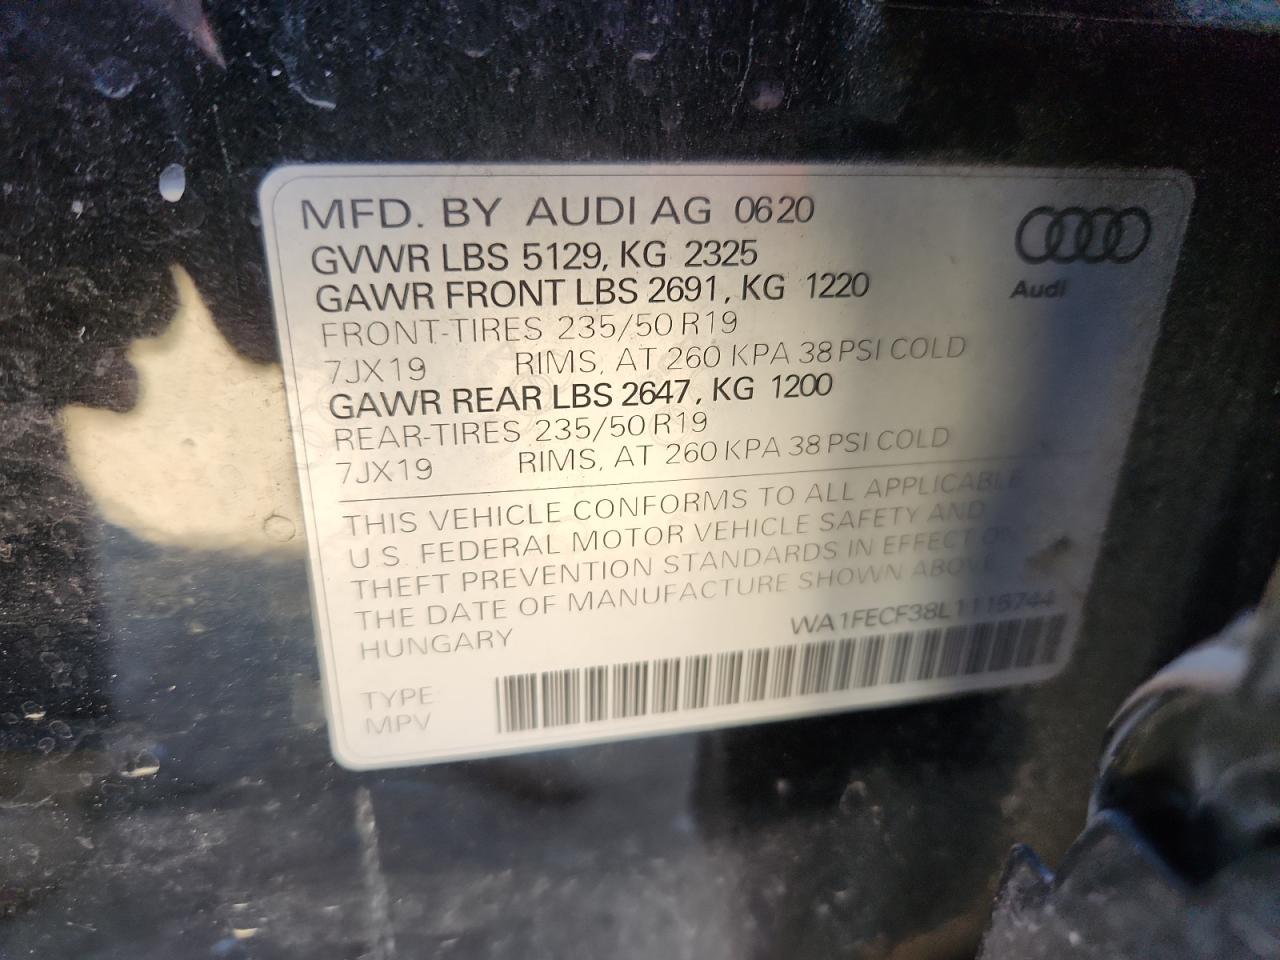 MFD. BY AUDI AG 0620
GVWR LBS 5129, KG 2325
GAWR FRONT LBS 2691, KG 1220
FRONT-TIRES 235/50 R19
7JX19 RIMS, AT 260 KPA 38 PSI COLD
GAWR REAR LBS 2647, KG 1200
REAR-TIRES 235/50 R19
7JX19 RIMS, AT 260 KPA 38 PSI COLD
Audi
THIS VEHICLE CONFORMS TO ALL APPLICABLE
U.S. FEDERAL MOTOR VEHICLE SAFETY AND
THEFT PREVENTION STANDARDS IN EFFECT ON
THE DATE OF MANUFACTURE SHOWN ABOVE
HUNGARY
TYPE
MPV